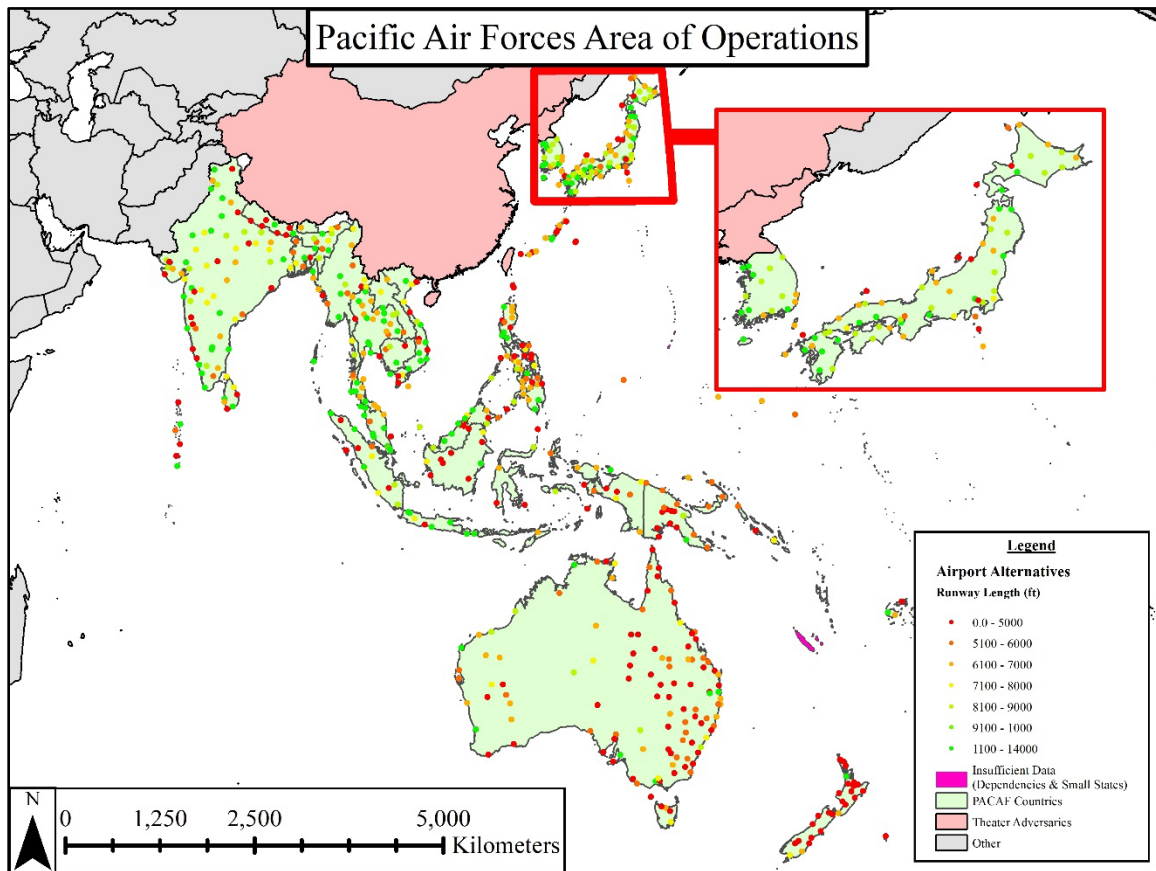 Pacific Air Forces Area of Operations
Legend
Airport Alternatives
Runway Length (ft)
0.0 - 5000
5100 - 6000
6100 - 7000
7100 - 8000
8100 - 9000
9100 - 1000
1100 - 14000
Insufficient Data
(Dependencies & Small States)
PACAF Countries
Theater Adversaries
Other
N
0 1,250 2,500 5,000
Kilometers